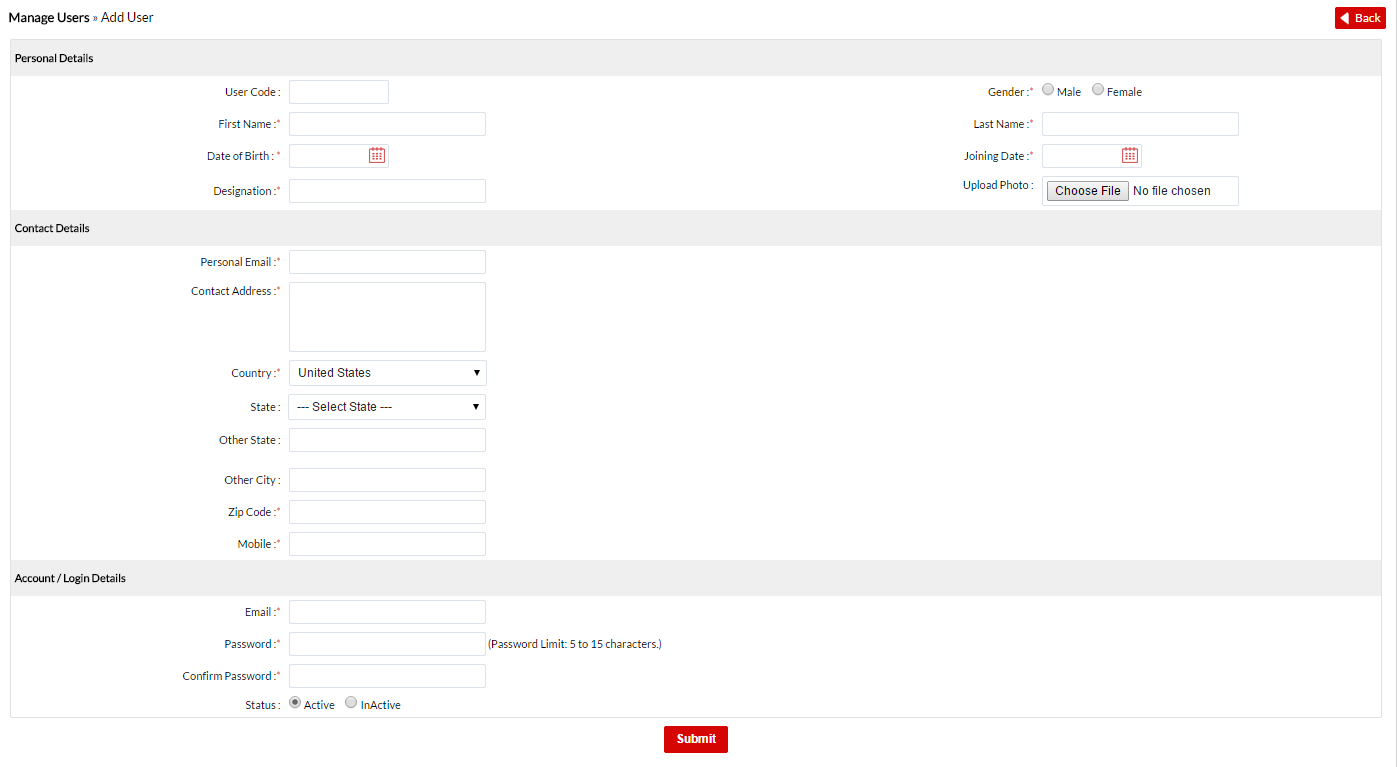 Manage Users » Add User
Back
Personal Details
User Code :
Gender :* Male Female
First Name :*
Last Name :*
Date of Birth : *
Joining Date :*
Designation :*
Upload Photo : Choose File No file chosen
Contact Details
Personal Email :*
Contact Address :*
Country :* United States
State : --- Select State ---
Other State :
Other City :
Zip Code :*
Mobile :*
Account / Login Details
Email :*
Password :* (Password Limit: 5 to 15 characters.)
Confirm Password :*
Status : Active InActive
Submit